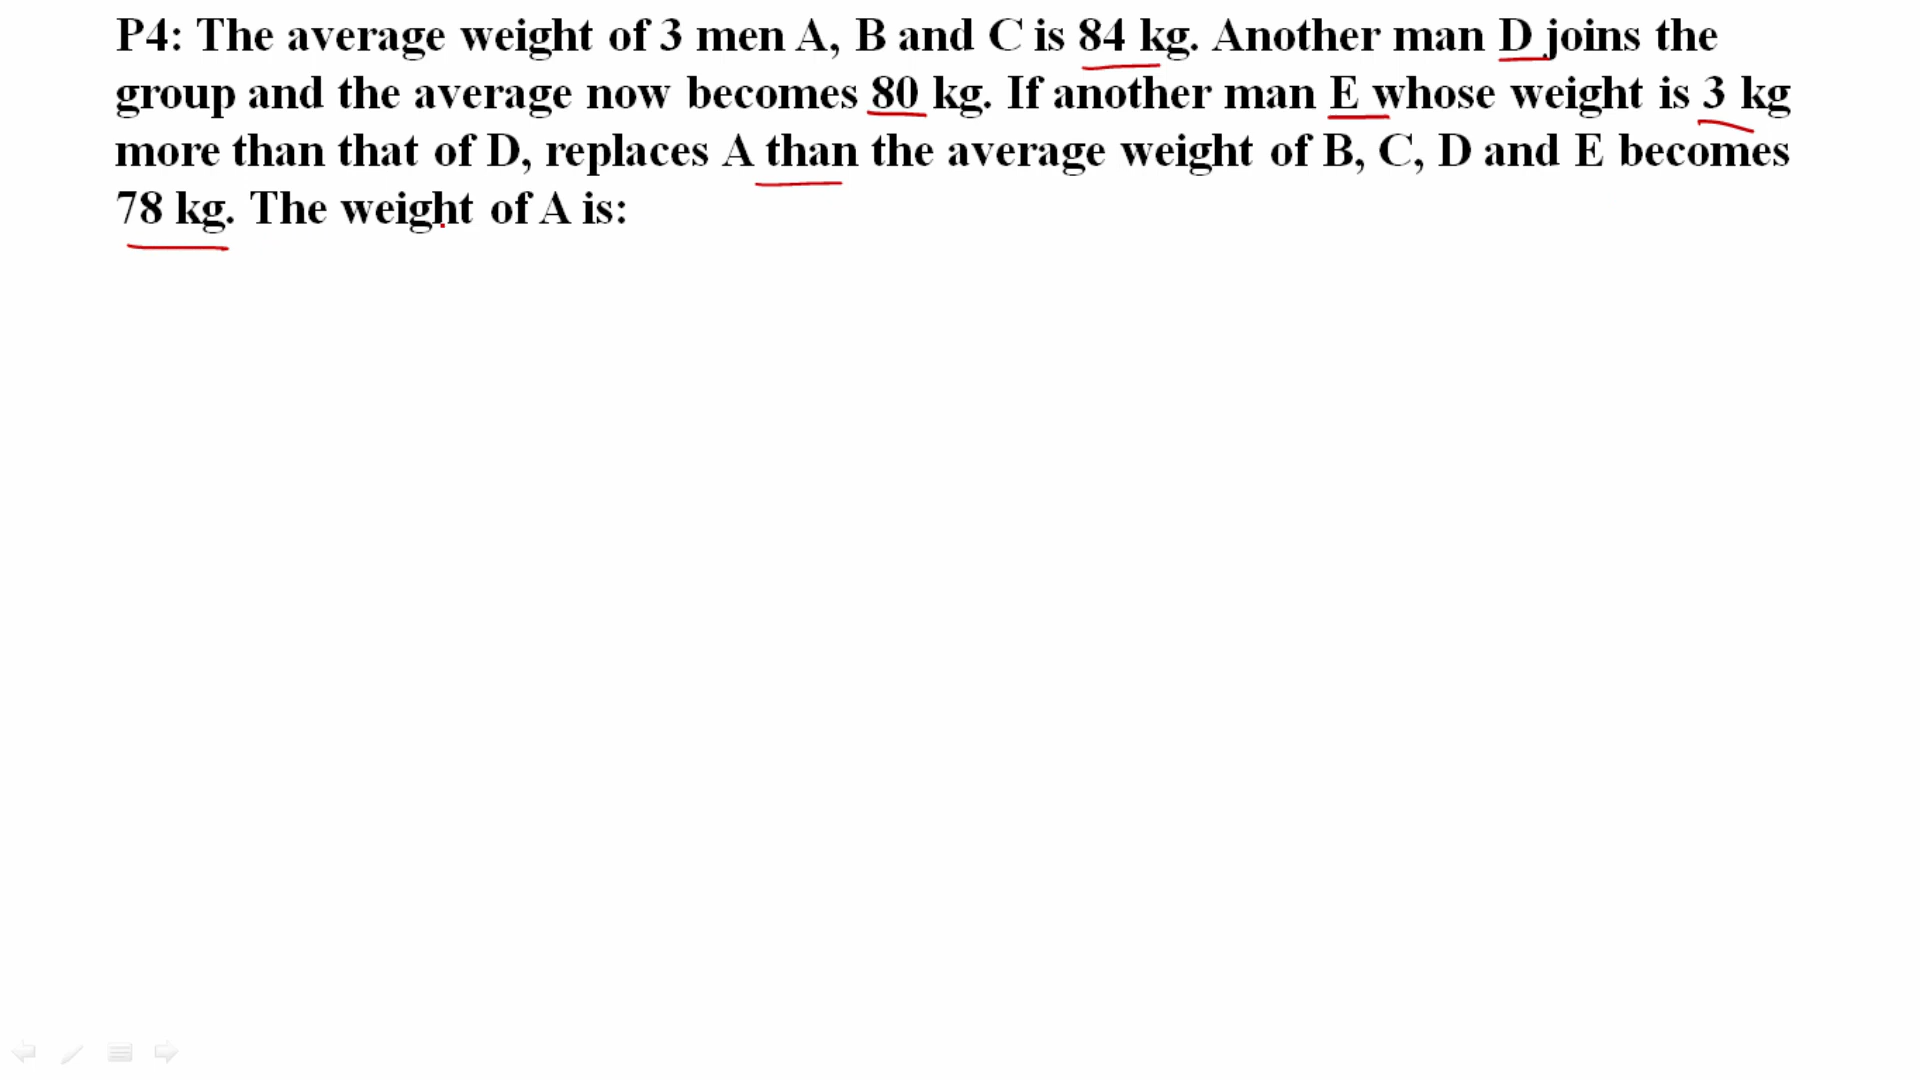 P4: The average weight of 3 men A, B and C is 84 kg. Another man D joins the
group and the average now becomes 80 kg. If another man E whose weight is 3 kg
more than that of D, replaces A than the average weight of B, C, D and E becomes
78 kg. The weight of A is: